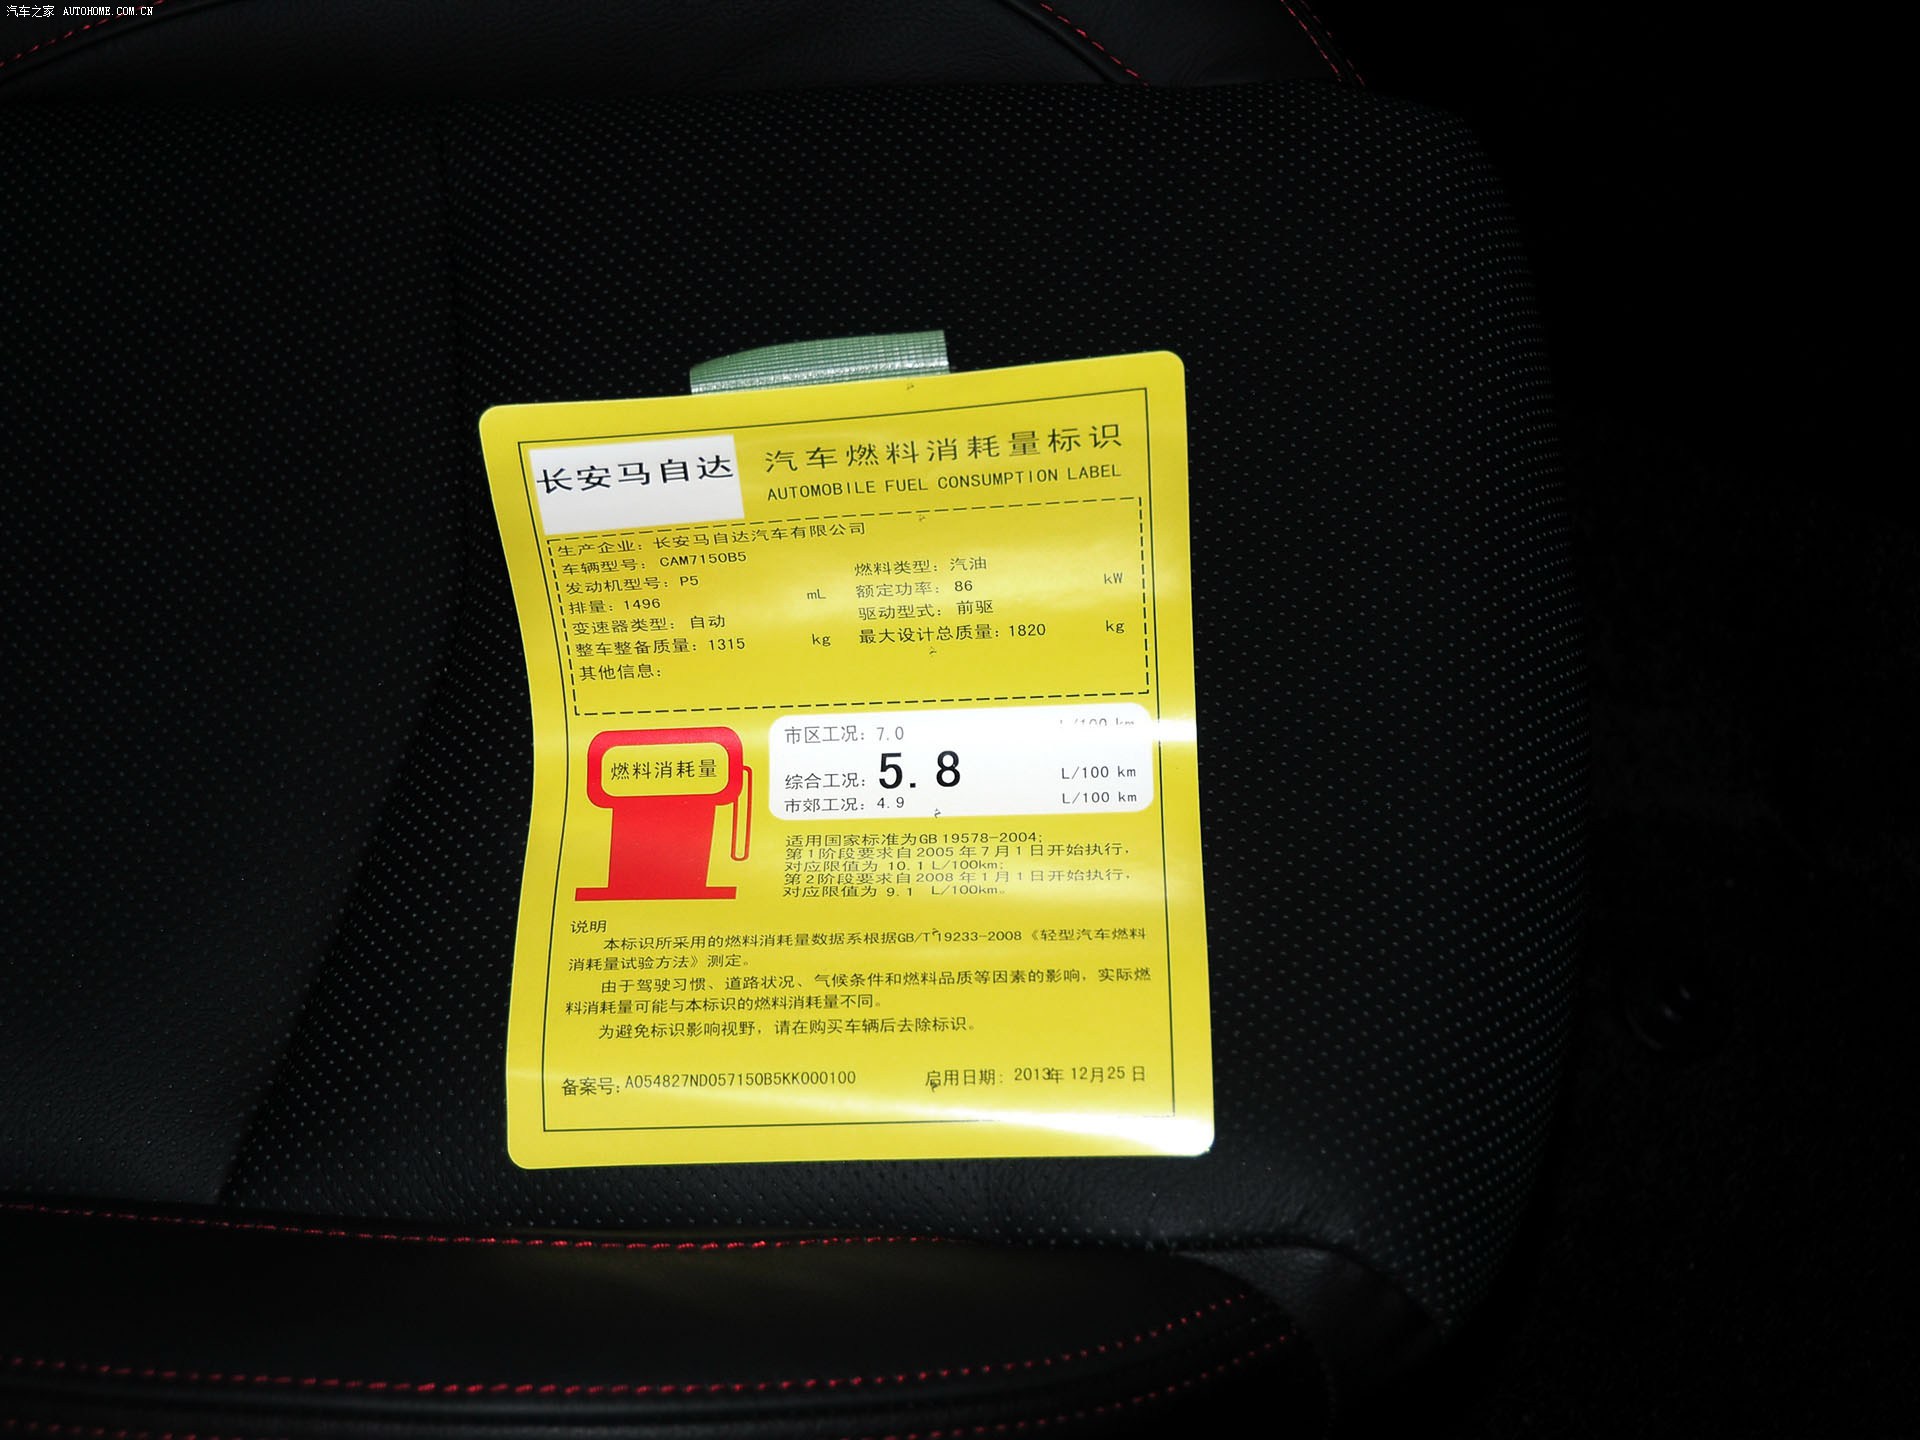 汽车之家 AUTOHOME.COM.CN
长安马自达
汽车燃料消耗量标识
AUTOMOBILE FUEL CONSUMPTION LABEL
生产企业：长安马自达汽车有限公司
车辆型号：CAM7150B5
发动机型号：P5
燃料类型：汽油
排量：1496 mL
额定功率：86 kW
变速器类型：自动
驱动型式：前驱
整车整备质量：1315 kg
最大设计总质量：1820 kg
其他信息：
燃料消耗量
市区工况：7.0 L/100 km
综合工况：5.8 L/100 km
市郊工况：4.9 L/100 km
适用国家标准为GB 19578-2004；
第1阶段要求自2005年7月1日开始执行，
对应限值为 10.1 L/100km；
第2阶段要求自2008年1月1日开始执行，
对应限值为 9.1 L/100km。
说明
本标识所采用的燃料消耗量数据系根据GB/T 19233-2008《轻型汽车燃料
消耗量试验方法》测定。
由于驾驶习惯、道路状况、气候条件和燃料品质等因素的影响，实际燃
料消耗量可能与本标识的燃料消耗量不同。
为避免标识影响视野，请在购买车辆后去除标识。
备案号：A054827ND057150B5KK000100
启用日期：2013年12月25日